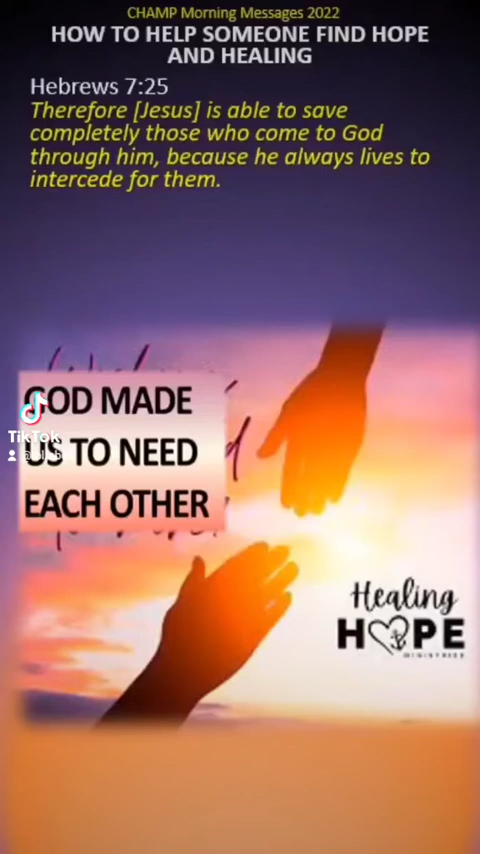 CHAMP Morning Messages 2022
HOW TO HELP SOMEONE FIND HOPE
AND HEALING
Hebrews 7:25
Therefore [Jesus] is able to save
completely those who come to God
through him, because he always lives to
intercede for them.
GOD MADE
US TO NEED
EACH OTHER
TikTok
Healing
HOPE
MINISTRIES